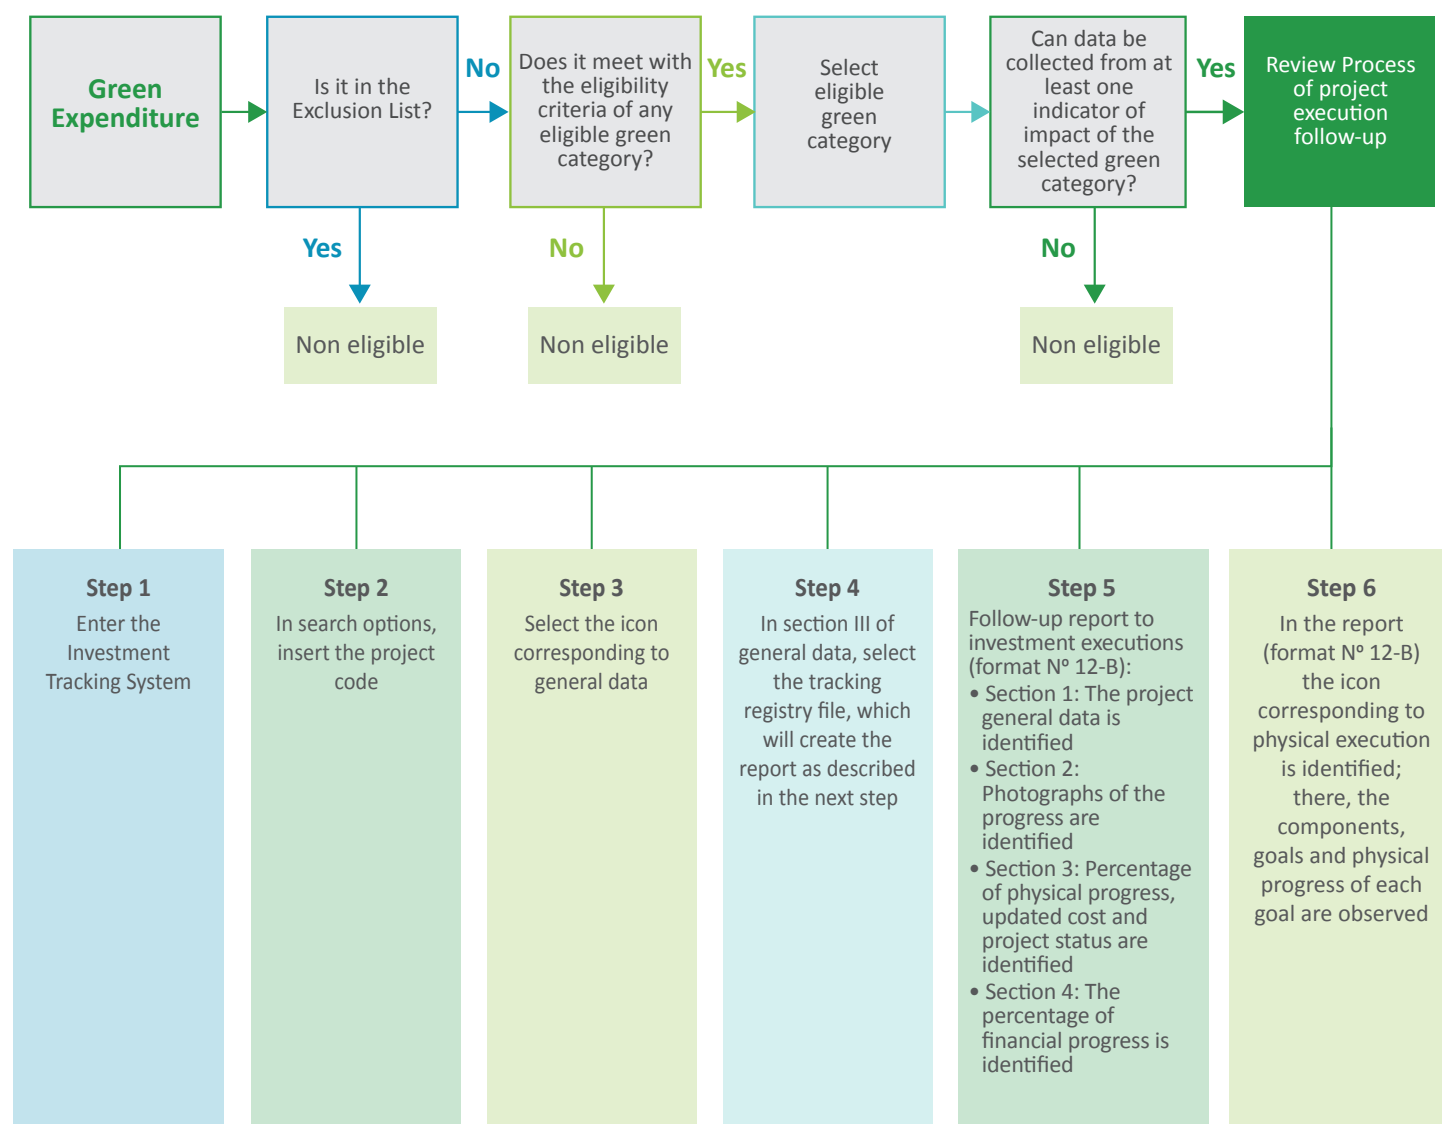 Green
Expenditure
Is it in the
Exclusion List?
No
Does it meet with
the eligibility
criteria of any
eligible green
category?
Yes
Select
eligible
green
category
Can data be
collected from at
least one
indicator of
impact of the
selected green
category?
Yes
Review Process
of project
execution
follow-up
Yes
No
No
Non eligible
Non eligible
Non eligible
Step 1
Enter the
Investment
Tracking System
Step 2
In search options,
insert the project
code
Step 3
Select the icon
corresponding to
general data
Step 4
In section III of
general data, select
the tracking
registry file, which
will create the
report as described
in the next step
Step 5
Follow-up report to
investment executions
(format Nº 12-B):
• Section 1: The project
general data is
identified
• Section 2:
Photographs of the
progress are
identified
• Section 3: Percentage
of physical progress,
updated cost and
project status are
identified
• Section 4: The
percentage of
financial progress is
identified
Step 6
In the report
(format Nº 12-B)
the icon
corresponding to
physical execution
is identified;
there, the
components,
goals and physical
progress of each
goal are observed